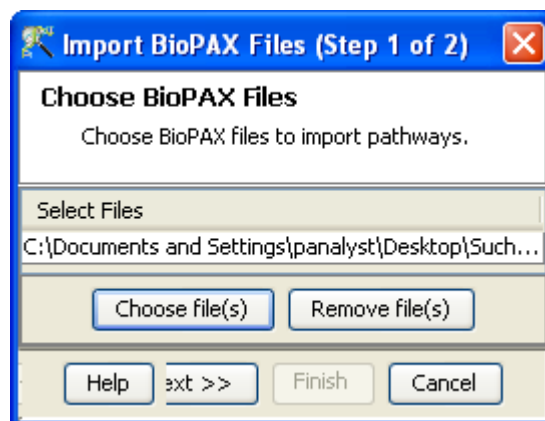 Import BioPAX Files (Step 1 of 2)
Choose BioPAX Files
Choose BioPAX files to import pathways.
Select Files
C:\Documents and Settings\panalyst\Desktop\Such...
Choose file(s) Remove file(s)
Help ext >> Finish Cancel